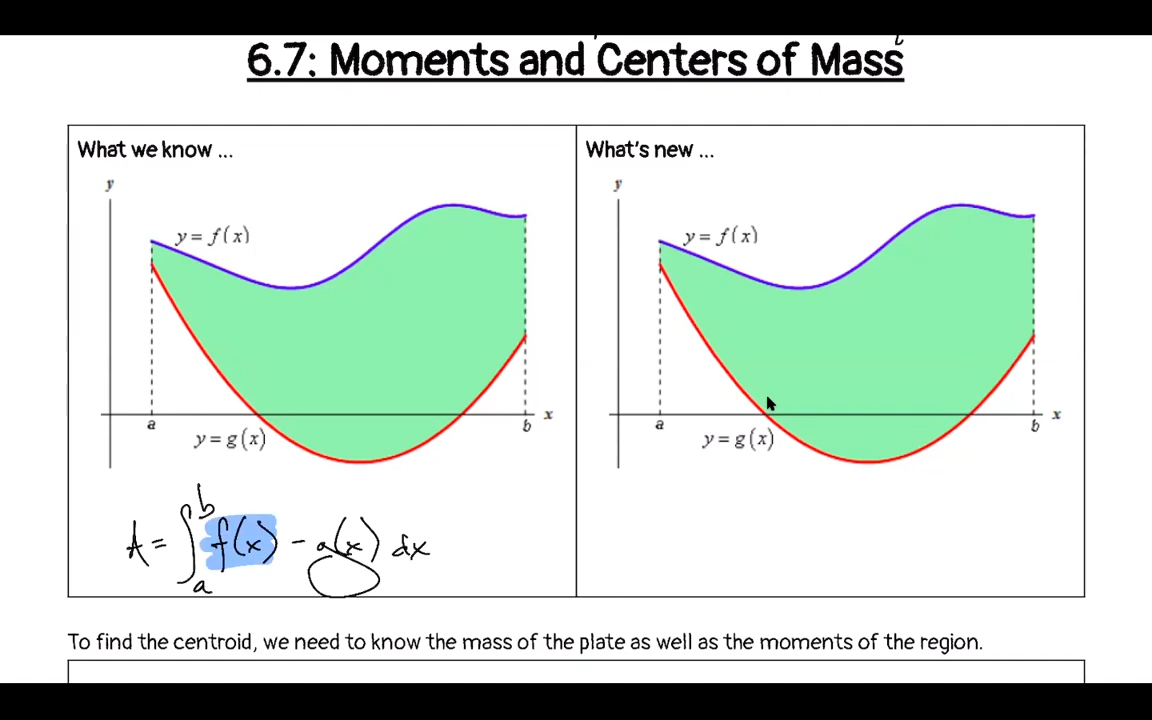 6.7: Moments and Centers of Mass
What we know ...
y
y = f(x)
a
b
x
y = g(x)
A = ∫_a^b f(x) - g(x) dx
What's new ...
y
y = f(x)
a
b
x
y = g(x)
To find the centroid, we need to know the mass of the plate as well as the moments of the region.